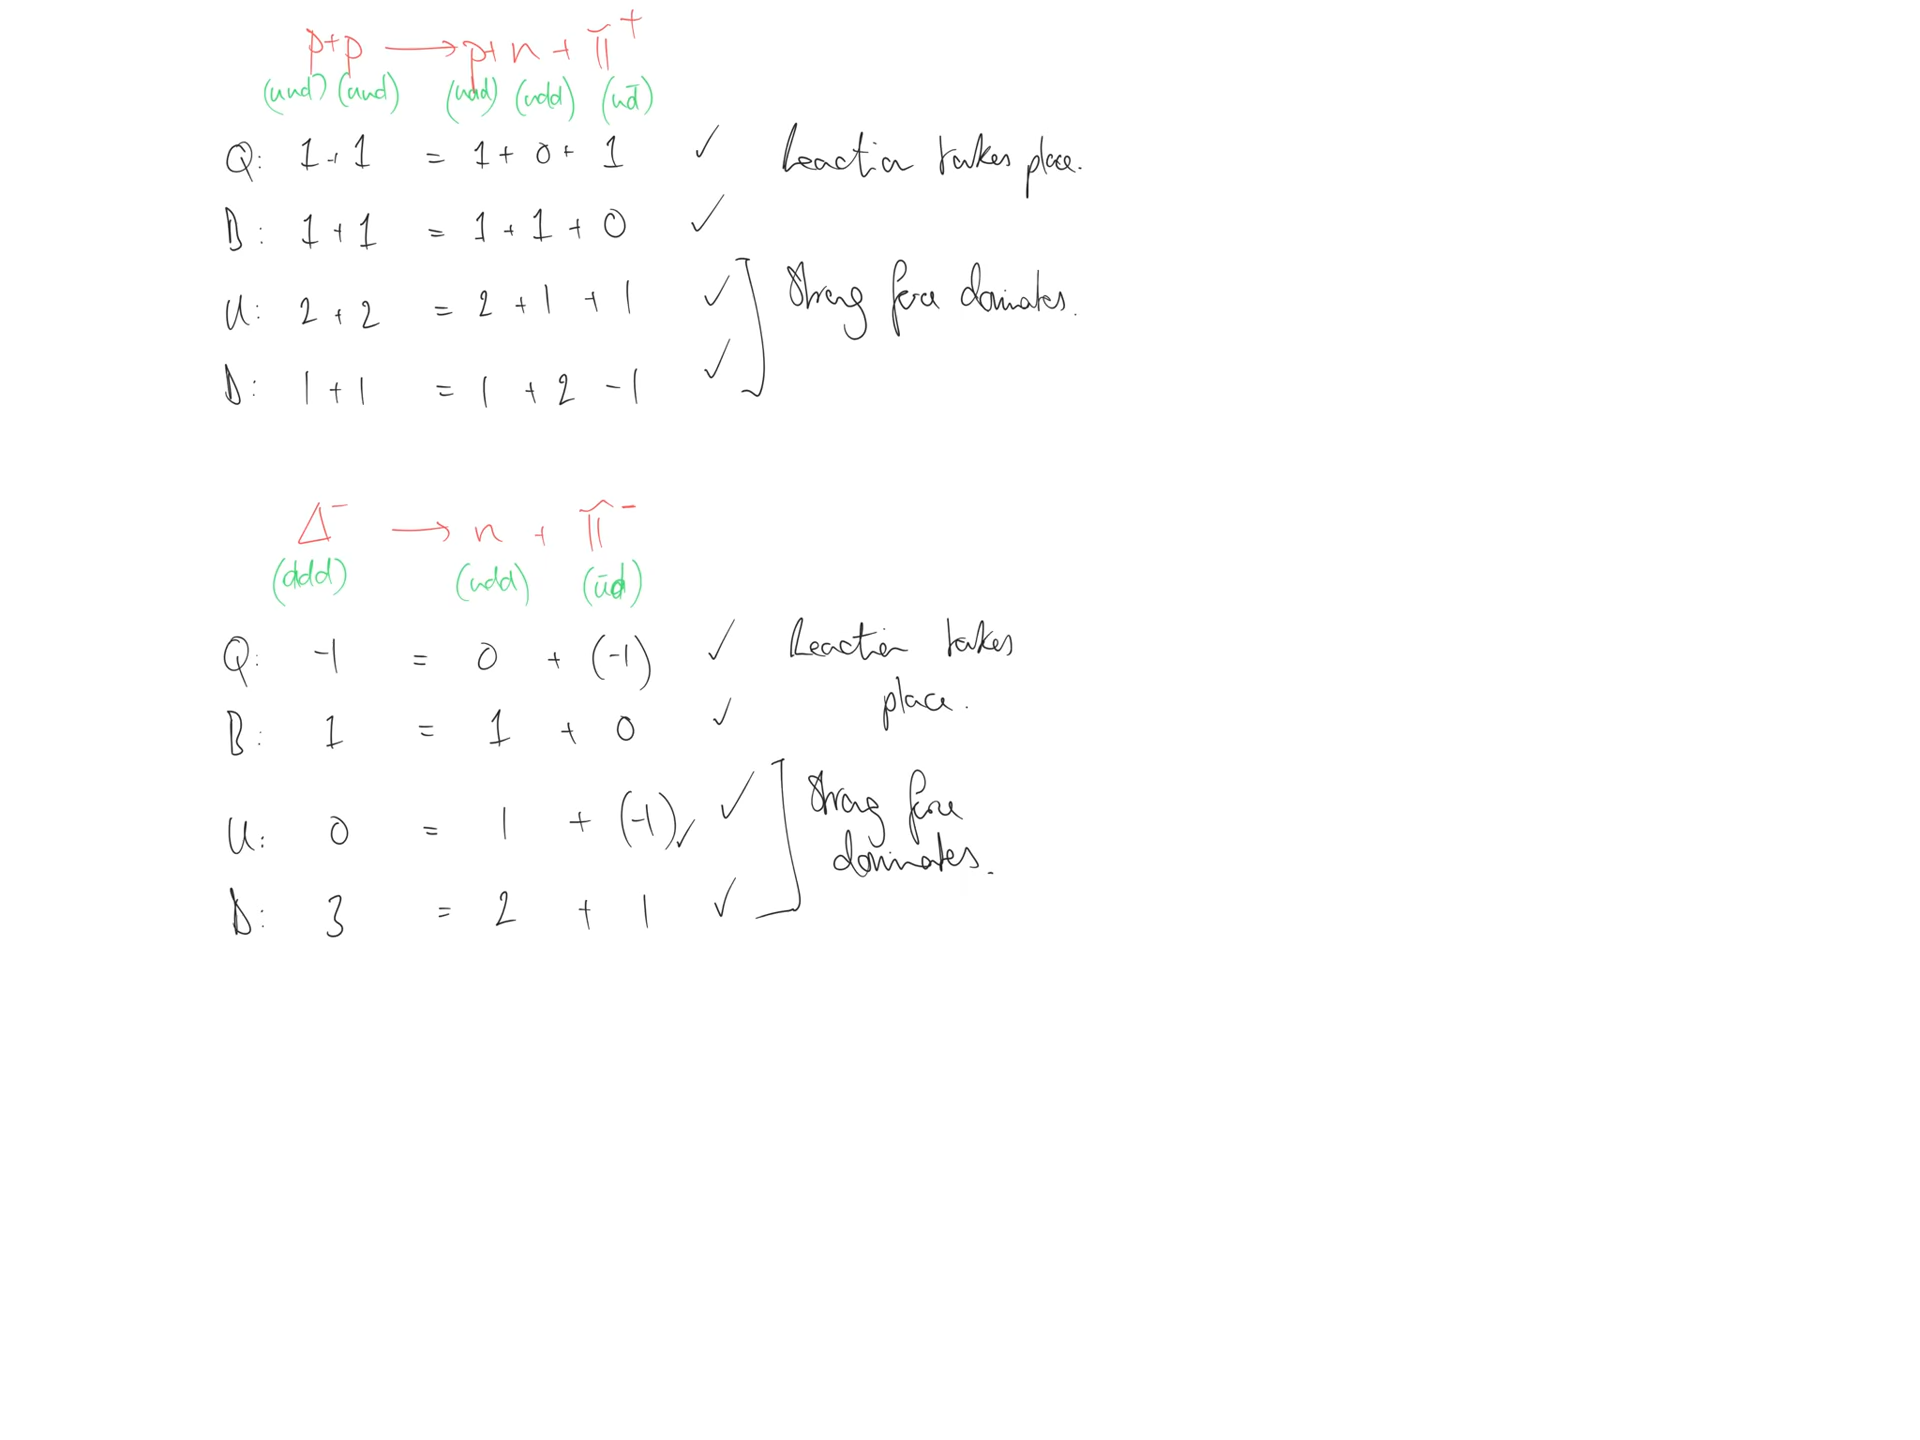 p+p → p+ n + π⁺
(uud) (uud) (uud) (udd) (ud̄)
Q: 1+1 = 1+ 0 + 1 ✓ Reaction takes place.
B: 1+1 = 1+1+0 ✓
U: 2+2 = 2+1+1 ✓ Strong force dominates.
D: 1+1 = 1+2-1 ✓
Δ⁻ → n + π⁻
(ddd) (udd) (ūd)
Q: -1 = 0 + (-1) ✓ Reaction takes
place.
B: 1 = 1 + 0 ✓
U: 0 = 1 + (-1) ✓ Strong force
dominates.
D: 3 = 2 + 1 ✓